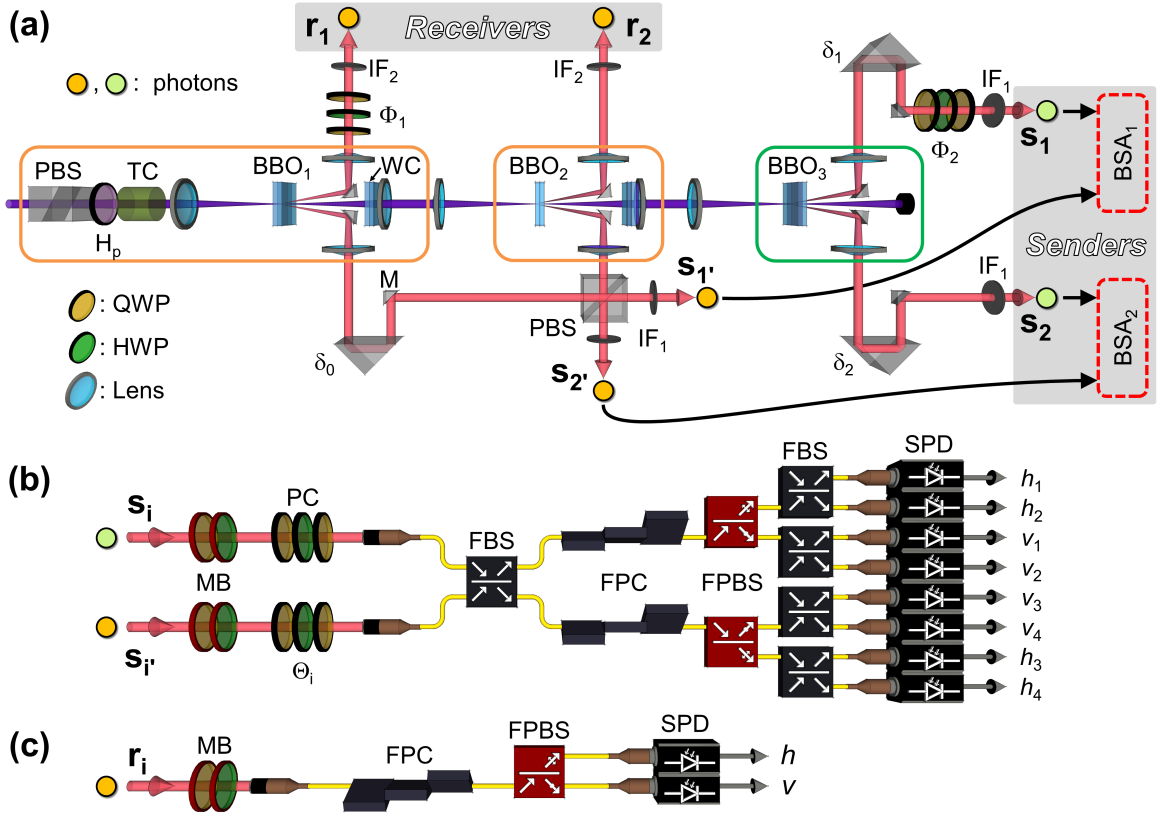 (a)
r₁ Receivers r₂
IF₂ IF₂
δ₁
, : photons
Φ₁
IF₁
Φ₂
s₁
BSA₁
PBS TC BBO₁ WC BBO₂ BBO₃
Hₚ
Senders
M
s₁'
PBS
IF₁
IF₁
s₂
BSA₂
: QWP
: HWP
: Lens
δ₀
s₂'
δ₂
(b)
sᵢ
PC
FBS
FBS
SPD
MB
FPC
FPBS
sᵢ'
Θᵢ
h₁
h₂
v₁
v₂
v₃
v₄
h₃
h₄
(c)
rᵢ
MB
FPC
FPBS
SPD
h
v